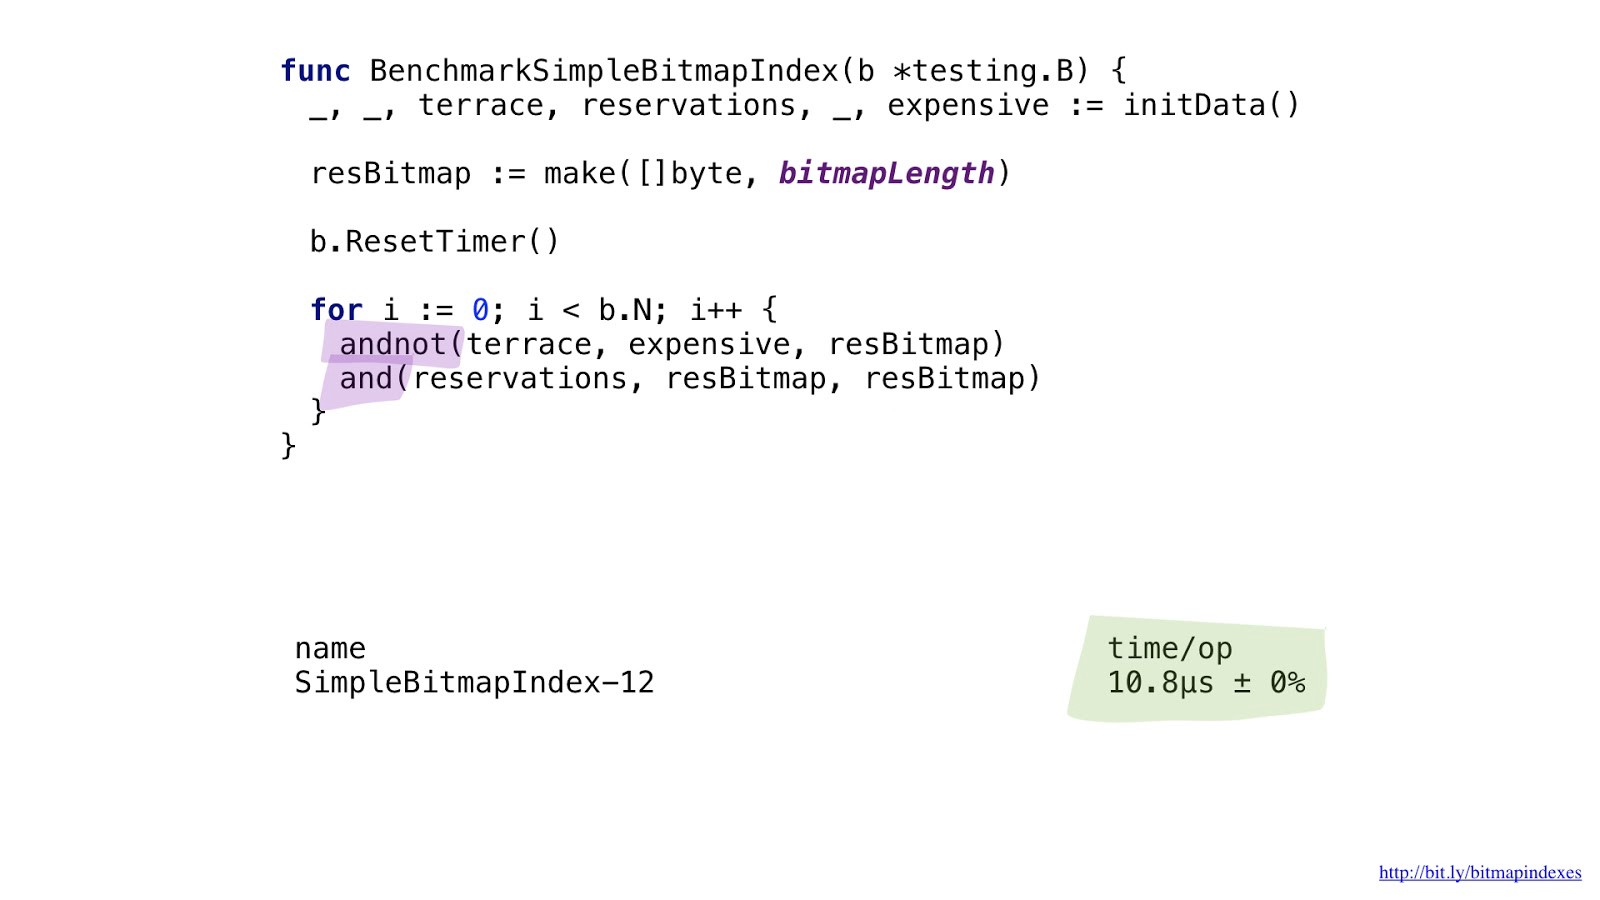 func BenchmarkSimpleBitmapIndex(b *testing.B) {
_, _, terrace, reservations, _, expensive := initData()
resBitmap := make([]byte, bitmapLength)
b.ResetTimer()
for i := 0; i < b.N; i++ {
andnot(terrace, expensive, resBitmap)
and(reservations, resBitmap, resBitmap)
}
}
name time/op
SimpleBitmapIndex-12 10.8µs ± 0%
http://bit.ly/bitmapindexes